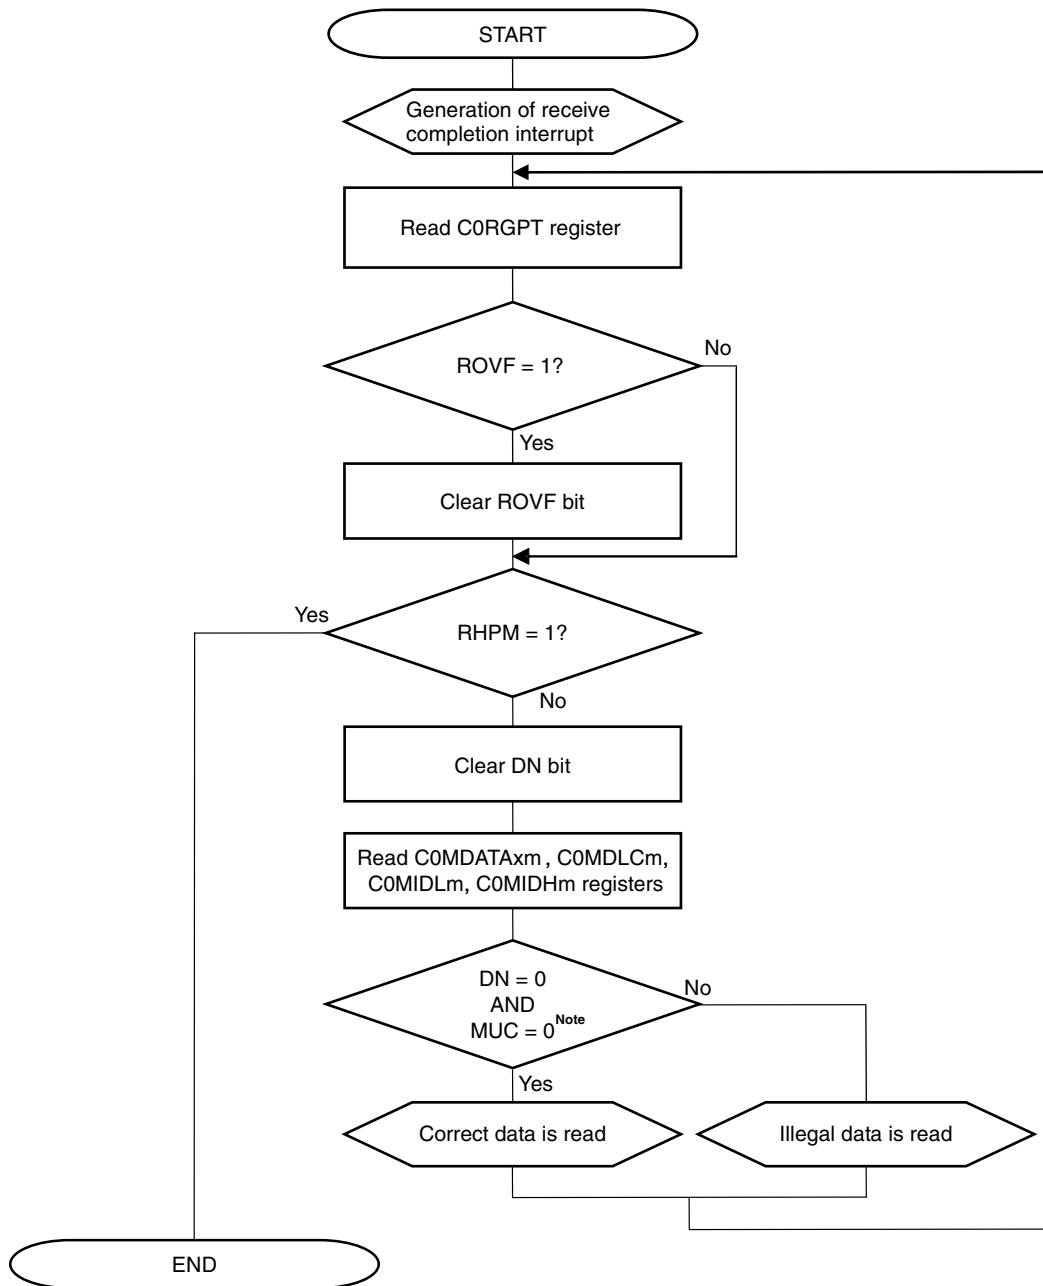 START
Generation of receive
completion interrupt
Read C0RGPT register
ROVF = 1?
No
Yes
Clear ROVF bit
Yes
RHPM = 1?
No
Clear DN bit
Read C0MDATAxm, C0MDLCm,
C0MIDLm, C0MIDHm registers
DN = 0
AND
MUC = 0Note
No
Yes
Correct data is read
Illegal data is read
END